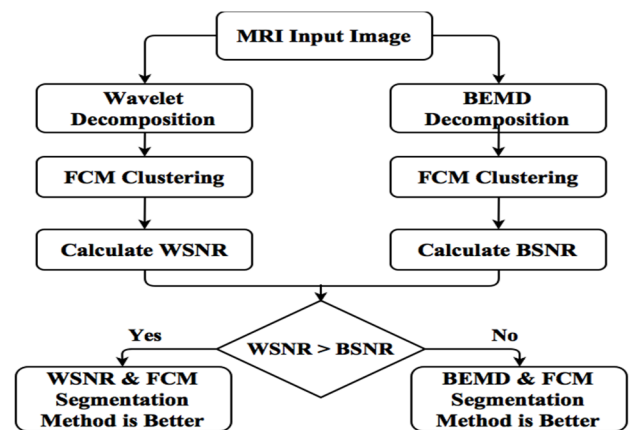 MRI Input Image
Wavelet
Decomposition
BEMD
Decomposition
FCM Clustering
FCM Clustering
Calculate WSNR
Calculate BSNR
Yes
No
WSNR > BSNR
WSNR & FCM
Segmentation
Method is Better
BEMD & FCM
Segmentation
Method is Better